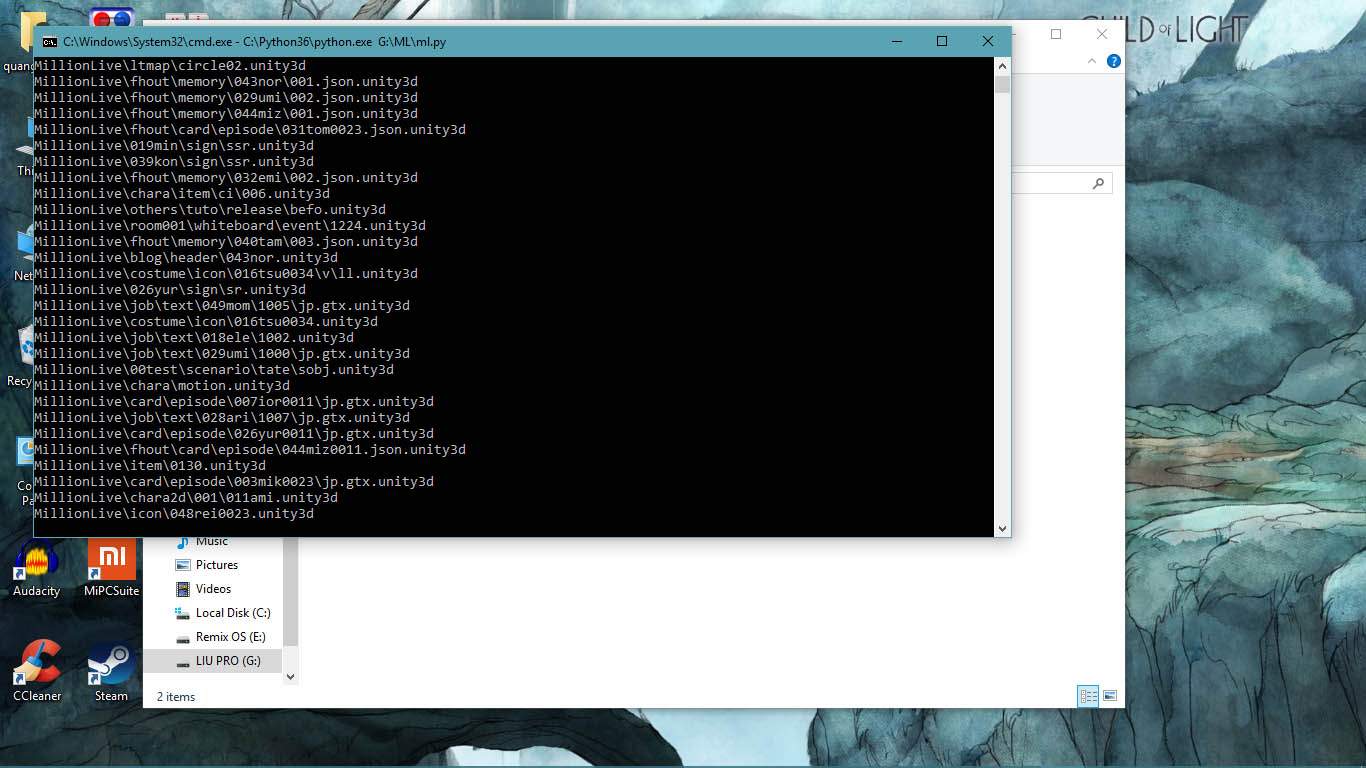 GUILD of LIGHT
C:\Windows\System32\cmd.exe - C:\Python36\python.exe G:\ML\ml.py
MillionLive\ltmap\circle02.unity3d
MillionLive\fhout\memory\043nor\001.json.unity3d
MillionLive\fhout\memory\029umi\002.json.unity3d
MillionLive\fhout\memory\044miz\001.json.unity3d
MillionLive\fhout\card\episode\031tom0023.json.unity3d
MillionLive\019min\sign\ssr.unity3d
MillionLive\039kon\sign\ssr.unity3d
MillionLive\fhout\memory\032emi\002.json.unity3d
MillionLive\chara\item\ci\006.unity3d
MillionLive\others\tuto\release\befo.unity3d
MillionLive\room001\whiteboard\event\1224.unity3d
MillionLive\fhout\memory\040tam\003.json.unity3d
MillionLive\blog\header\043nor.unity3d
MillionLive\costume\icon\016tsu0034\v\ll.unity3d
MillionLive\026yur\sign\sr.unity3d
MillionLive\job\text\049mom\1005\jp.gtx.unity3d
MillionLive\costume\icon\016tsu0034.unity3d
MillionLive\job\text\018ele\1002.unity3d
MillionLive\job\text\029umi\1000\jp.gtx.unity3d
MillionLive\00test\scenario\tate\sobj.unity3d
MillionLive\chara\motion.unity3d
MillionLive\card\episode\007ior0011\jp.gtx.unity3d
MillionLive\job\text\028ari\1007\jp.gtx.unity3d
MillionLive\card\episode\026yur0011\jp.gtx.unity3d
MillionLive\fhout\card\episode\044miz0011.json.unity3d
MillionLive\item\0130.unity3d
MillionLive\card\episode\003mik0023\jp.gtx.unity3d
MillionLive\chara2d\001\011ami.unity3d
MillionLive\icon\048rei0023.unity3d
quang
Thi
Net
Recy
Co
Pa
Audacity
mi
MiPCSuite
CCleaner
Steam
Music
Pictures
Videos
Local Disk (C:)
Remix OS (E:)
LIU PRO (G:)
2 items